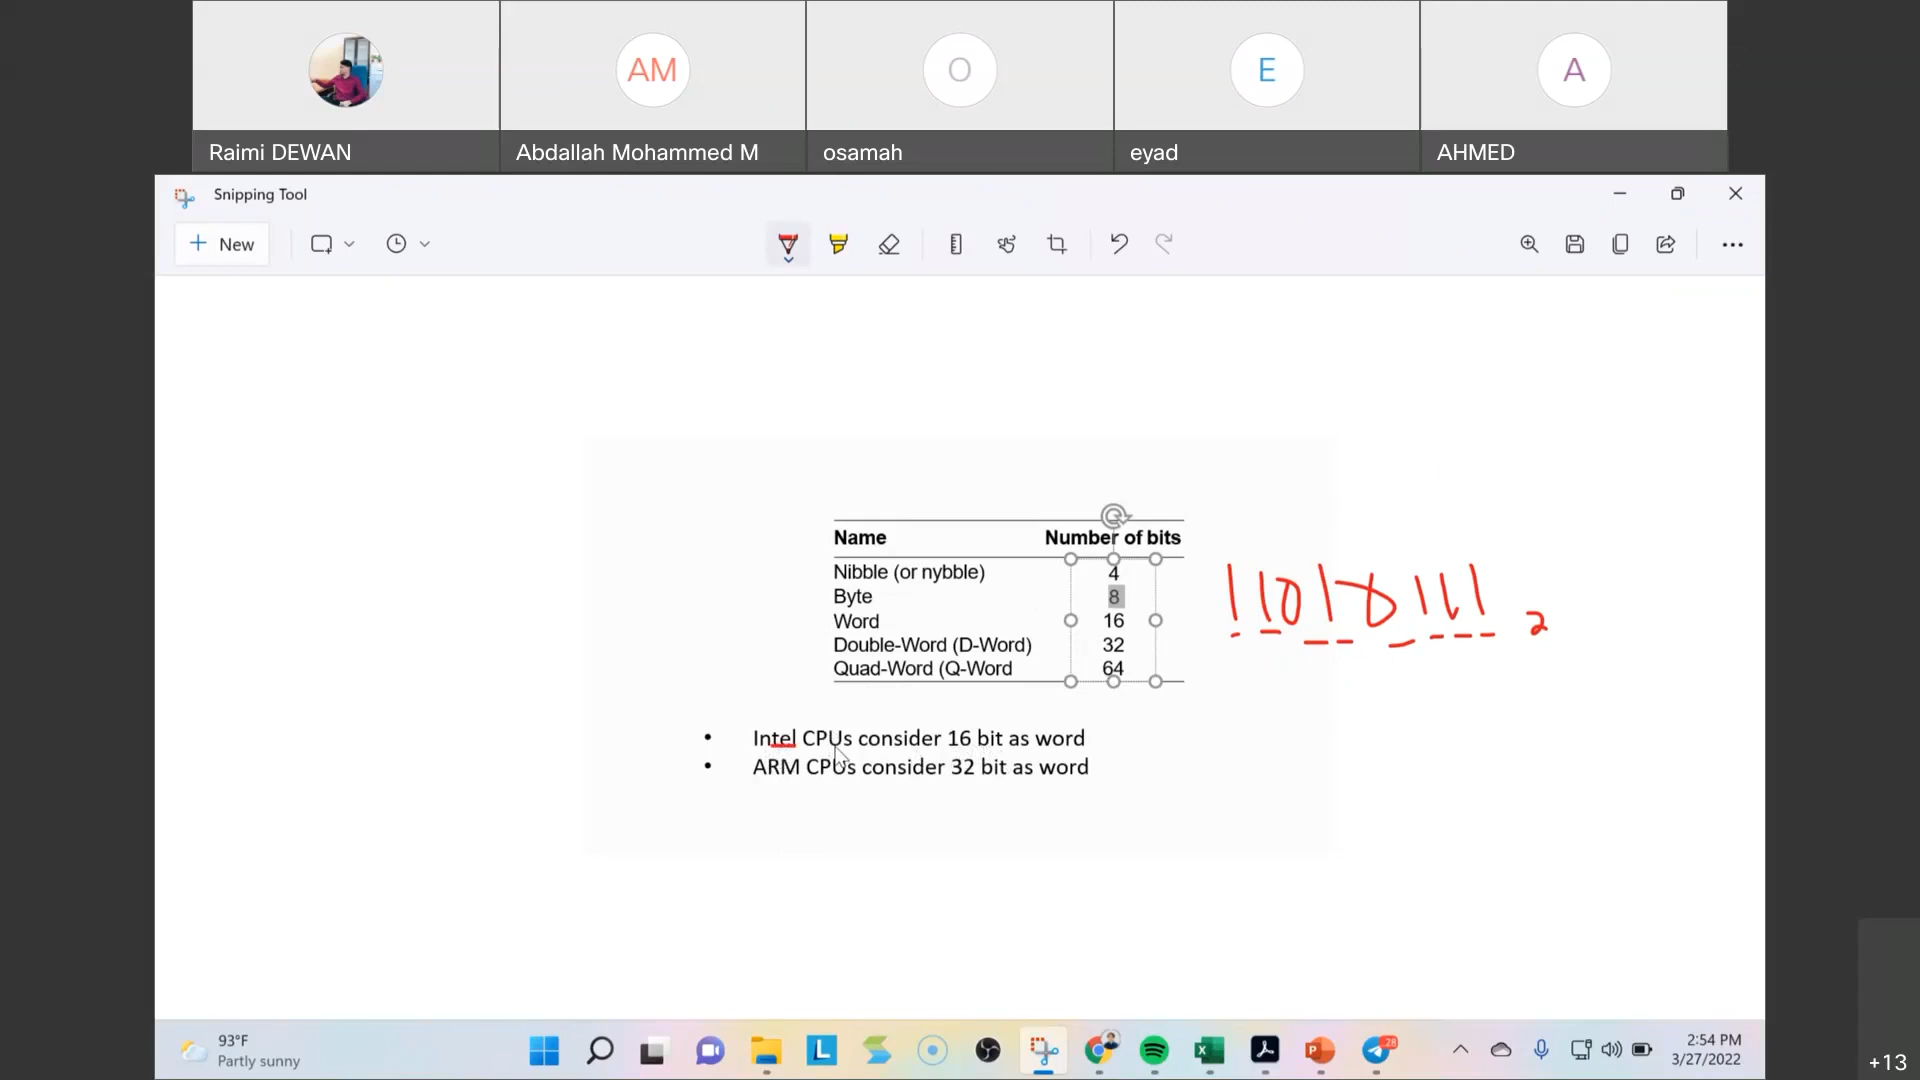 AM
O
E
A
Raimi DEWAN
Abdallah Mohammed M
osamah
eyad
AHMED
Snipping Tool
New
Name Number of bits
Nibble (or nybble) 4
Byte 8
Word 16
Double-Word (D-Word) 32
Quad-Word (Q-Word 64
• Intel CPUs consider 16 bit as word
• ARM CPUs consider 32 bit as word
93°F
Partly sunny
L
28
2:54 PM
3/27/2022
+13